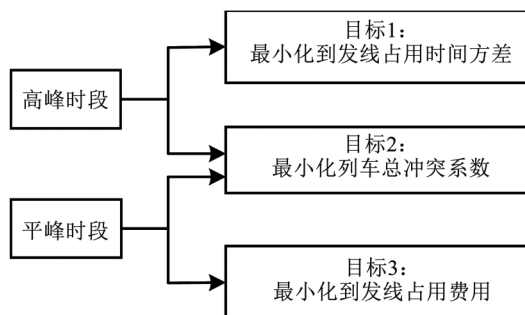 目标1：
最小化到发线占用时间方差
高峰时段
目标2：
最小化列车总冲突系数
平峰时段
目标3：
最小化到发线占用费用